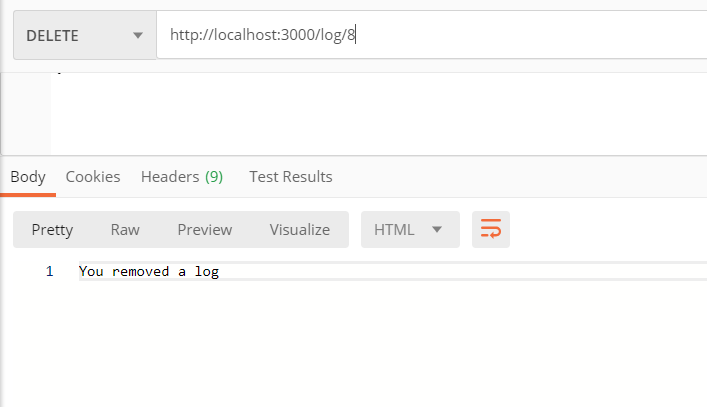 DELETE http://localhost:3000/log/8
Body Cookies Headers (9) Test Results
Pretty Raw Preview Visualize HTML
1 You removed a log